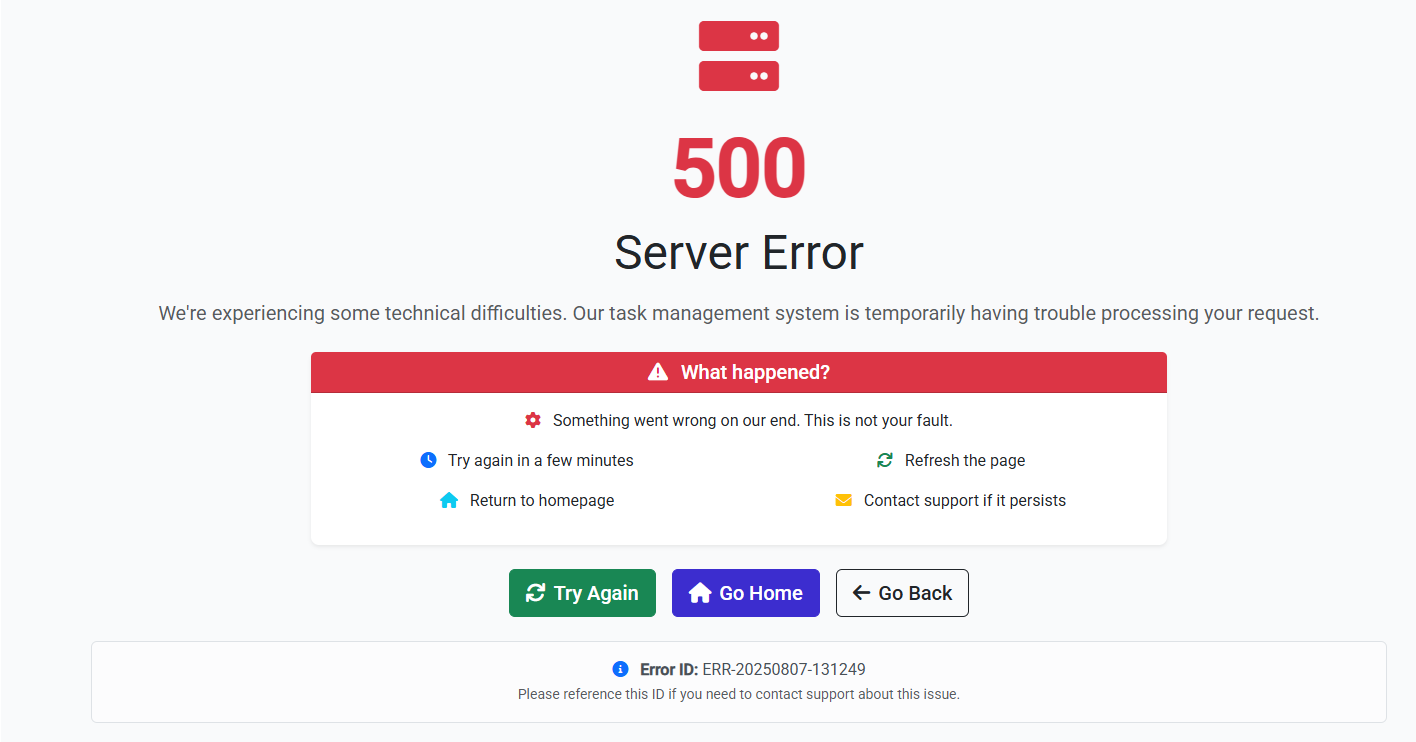 500
Server Error
We're experiencing some technical difficulties. Our task management system is temporarily having trouble processing your request.
What happened?
Something went wrong on our end. This is not your fault.
Try again in a few minutes
Refresh the page
Return to homepage
Contact support if it persists
Try Again
Go Home
Go Back
Error ID: ERR-20250807-131249
Please reference this ID if you need to contact support about this issue.